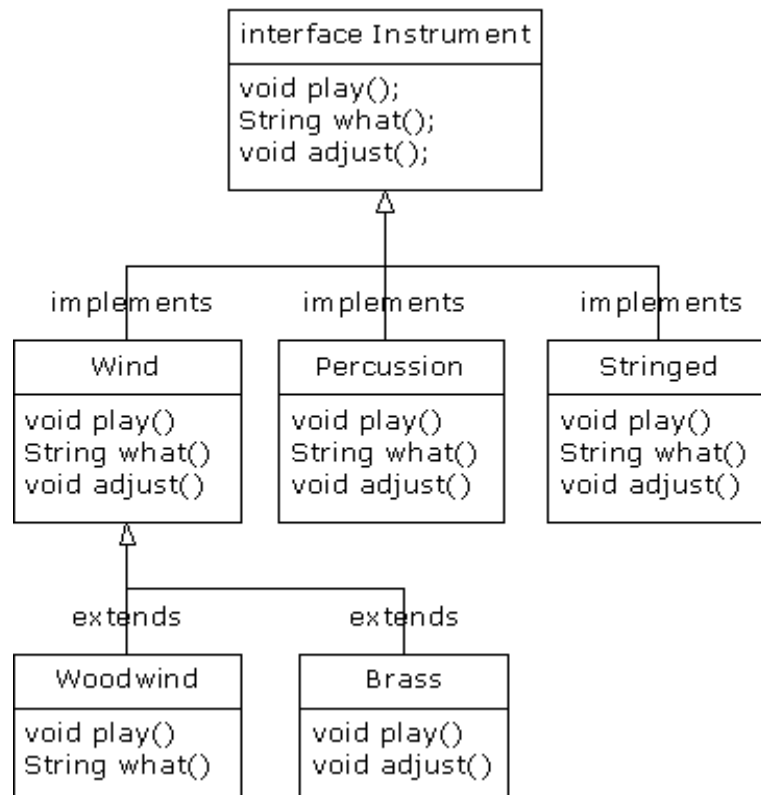 interface Instrument
void play();
String what();
void adjust();
implements implements implements
Wind
void play()
String what()
void adjust()
Percussion
void play()
String what()
void adjust()
Stringed
void play()
String what()
void adjust()
extends extends
Woodwind
void play()
String what()
Brass
void play()
void adjust()